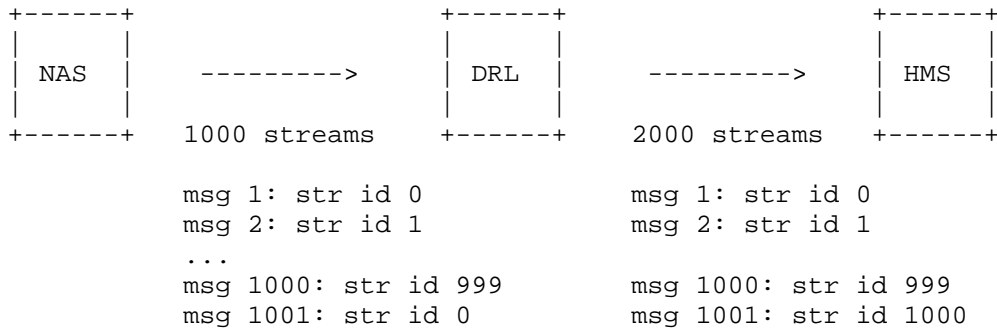 +------+ +------+ +------+
| | | | | |
| NAS | ---------> | DRL | ---------> | HMS |
| | | | | |
+------+ 1000 streams +------+ 2000 streams +------+
msg 1: str id 0 msg 1: str id 0
msg 2: str id 1 msg 2: str id 1
...
msg 1000: str id 999 msg 1000: str id 999
msg 1001: str id 0 msg 1001: str id 1000